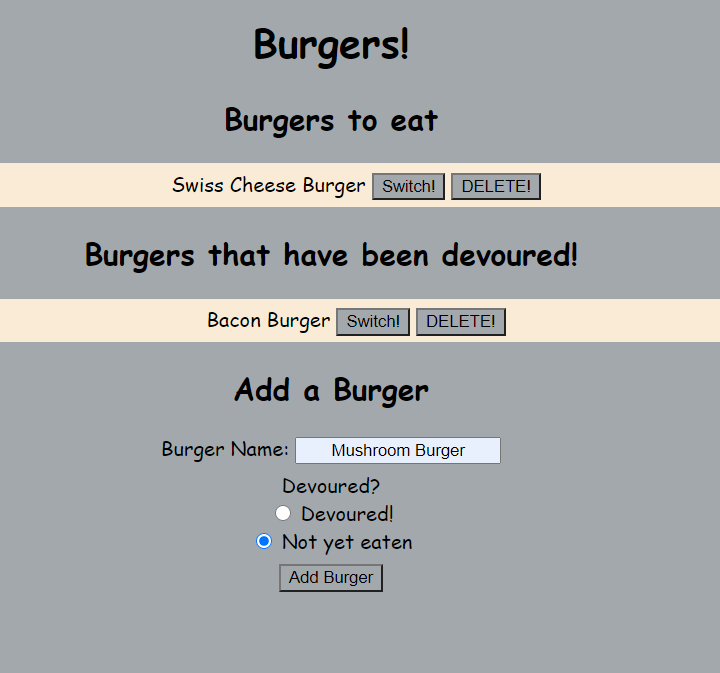 Burgers!
Burgers to eat
Swiss Cheese Burger Switch! DELETE!
Burgers that have been devoured!
Bacon Burger Switch! DELETE!
Add a Burger
Burger Name: Mushroom Burger
Devoured?
Devoured!
Not yet eaten
Add Burger